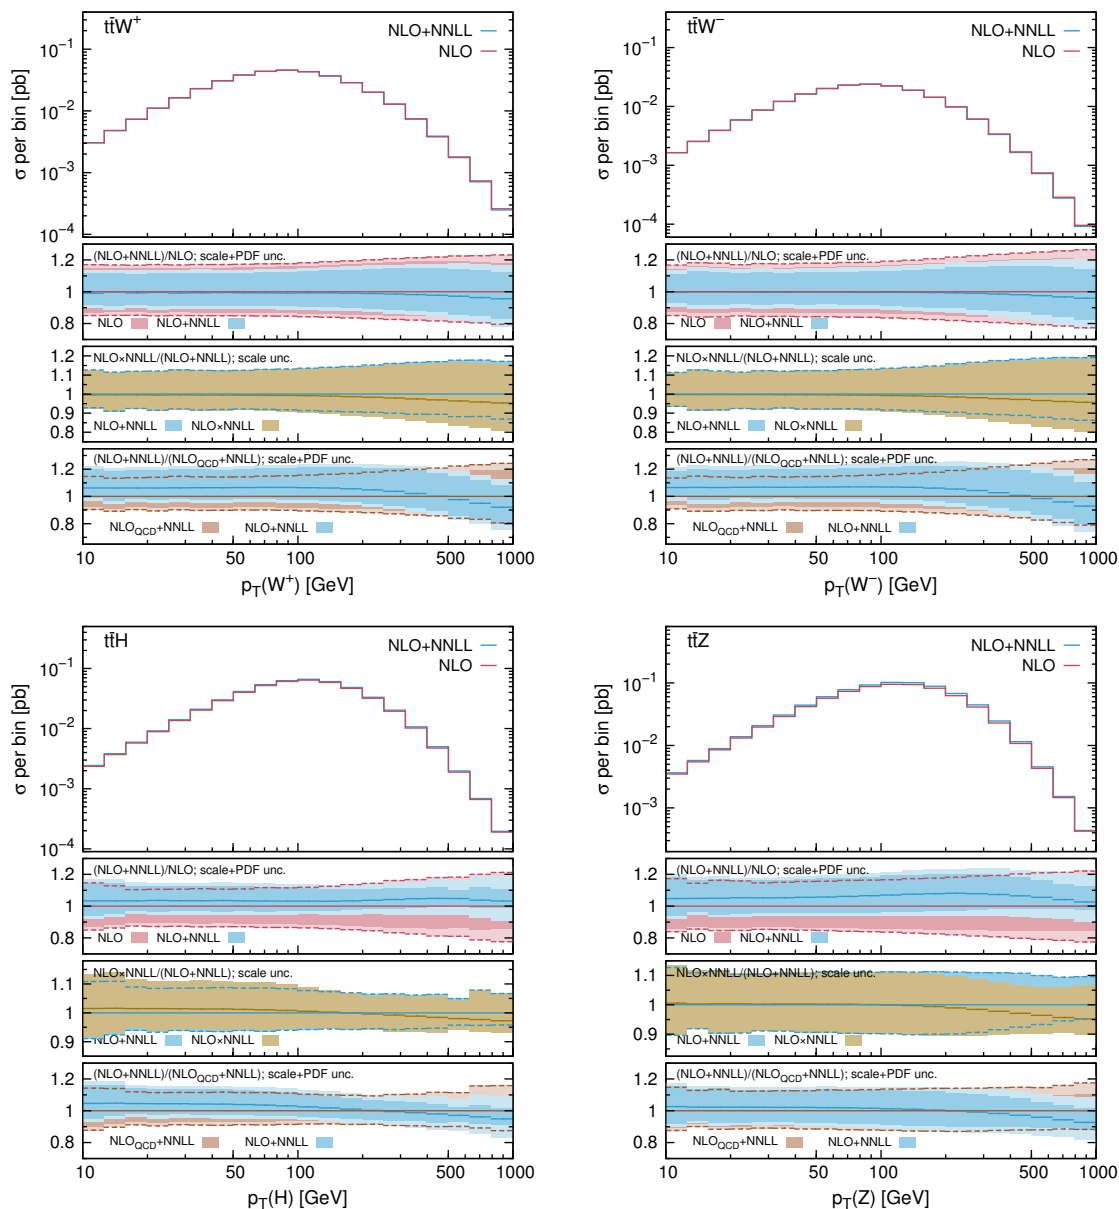 tt̄W⁺
NLO+NNLL
NLO
σ per bin [pb]
10⁻¹
10⁻²
10⁻³
10⁻⁴
(NLO+NNLL)/NLO; scale+PDF unc.
1.2
1
0.8
NLO
NLO+NNLL
NLO×NNLL/(NLO+NNLL); scale unc.
1.2
1.1
1
0.9
0.8
NLO+NNLL
NLO×NNLL
(NLO+NNLL)/(NLO_QCD+NNLL); scale+PDF unc.
1.2
1
0.8
NLO_QCD+NNLL
NLO+NNLL
10 50 100 500 1000
p_T(W⁺) [GeV]
tt̄W⁻
NLO+NNLL
NLO
σ per bin [pb]
10⁻¹
10⁻²
10⁻³
10⁻⁴
(NLO+NNLL)/NLO; scale+PDF unc.
1.2
1
0.8
NLO
NLO+NNLL
NLO×NNLL/(NLO+NNLL); scale unc.
1.2
1.1
1
0.9
0.8
NLO+NNLL
NLO×NNLL
(NLO+NNLL)/(NLO_QCD+NNLL); scale+PDF unc.
1.2
1
0.8
NLO_QCD+NNLL
NLO+NNLL
10 50 100 500 1000
p_T(W⁻) [GeV]
tt̄H
NLO+NNLL
NLO
σ per bin [pb]
10⁻¹
10⁻²
10⁻³
10⁻⁴
(NLO+NNLL)/NLO; scale+PDF unc.
1.2
1
0.8
NLO
NLO+NNLL
NLO×NNLL/(NLO+NNLL); scale unc.
1.1
1
0.9
NLO+NNLL
NLO×NNLL
(NLO+NNLL)/(NLO_QCD+NNLL); scale+PDF unc.
1.2
1
0.8
NLO_QCD+NNLL
NLO+NNLL
10 50 100 500 1000
p_T(H) [GeV]
tt̄Z
NLO+NNLL
NLO
σ per bin [pb]
10⁻¹
10⁻²
10⁻³
(NLO+NNLL)/NLO; scale+PDF unc.
1.2
1
0.8
NLO
NLO+NNLL
NLO×NNLL/(NLO+NNLL); scale unc.
1.1
1
0.9
NLO+NNLL
NLO×NNLL
(NLO+NNLL)/(NLO_QCD+NNLL); scale+PDF unc.
1.2
1
0.8
NLO_QCD+NNLL
NLO+NNLL
10 50 100 500 1000
p_T(Z) [GeV]